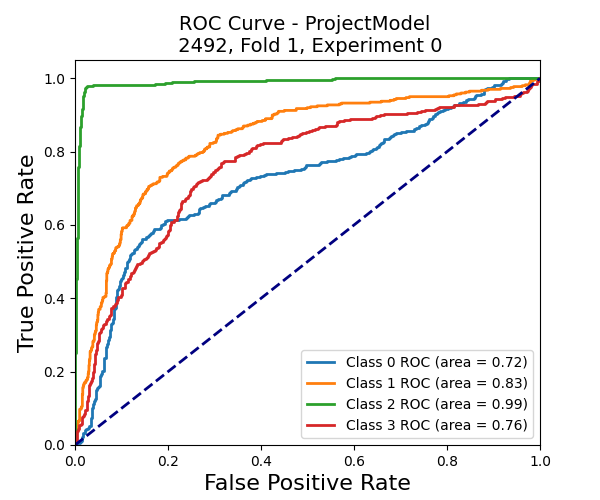 ROC Curve - ProjectModel
2492, Fold 1, Experiment 0
True Positive Rate
1.0
0.8
0.6
0.4
0.2
0.0
Class 0 ROC (area = 0.72)
Class 1 ROC (area = 0.83)
Class 2 ROC (area = 0.99)
Class 3 ROC (area = 0.76)
0.0 0.2 0.4 0.6 0.8 1.0
False Positive Rate